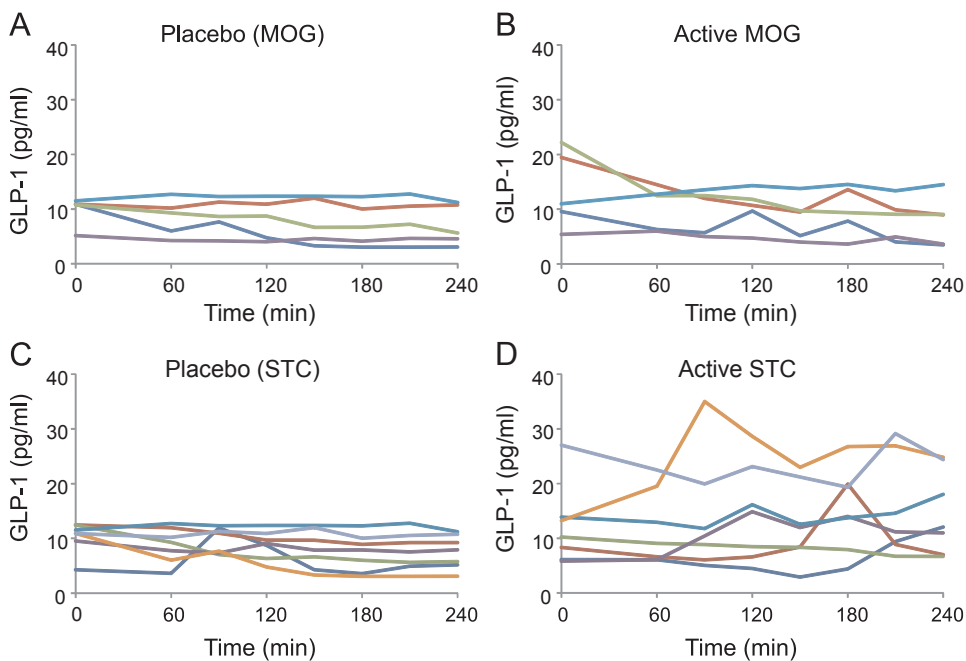 A
Placebo (MOG)
GLP-1 (pg/ml)
40
30
20
10
0
0 60 120 180 240
Time (min)
B
Active MOG
GLP-1 (pg/ml)
40
30
20
10
0
0 60 120 180 240
Time (min)
C
Placebo (STC)
GLP-1 (pg/ml)
40
30
20
10
0
0 60 120 180 240
Time (min)
D
Active STC
GLP-1 (pg/ml)
40
30
20
10
0
0 60 120 180 240
Time (min)